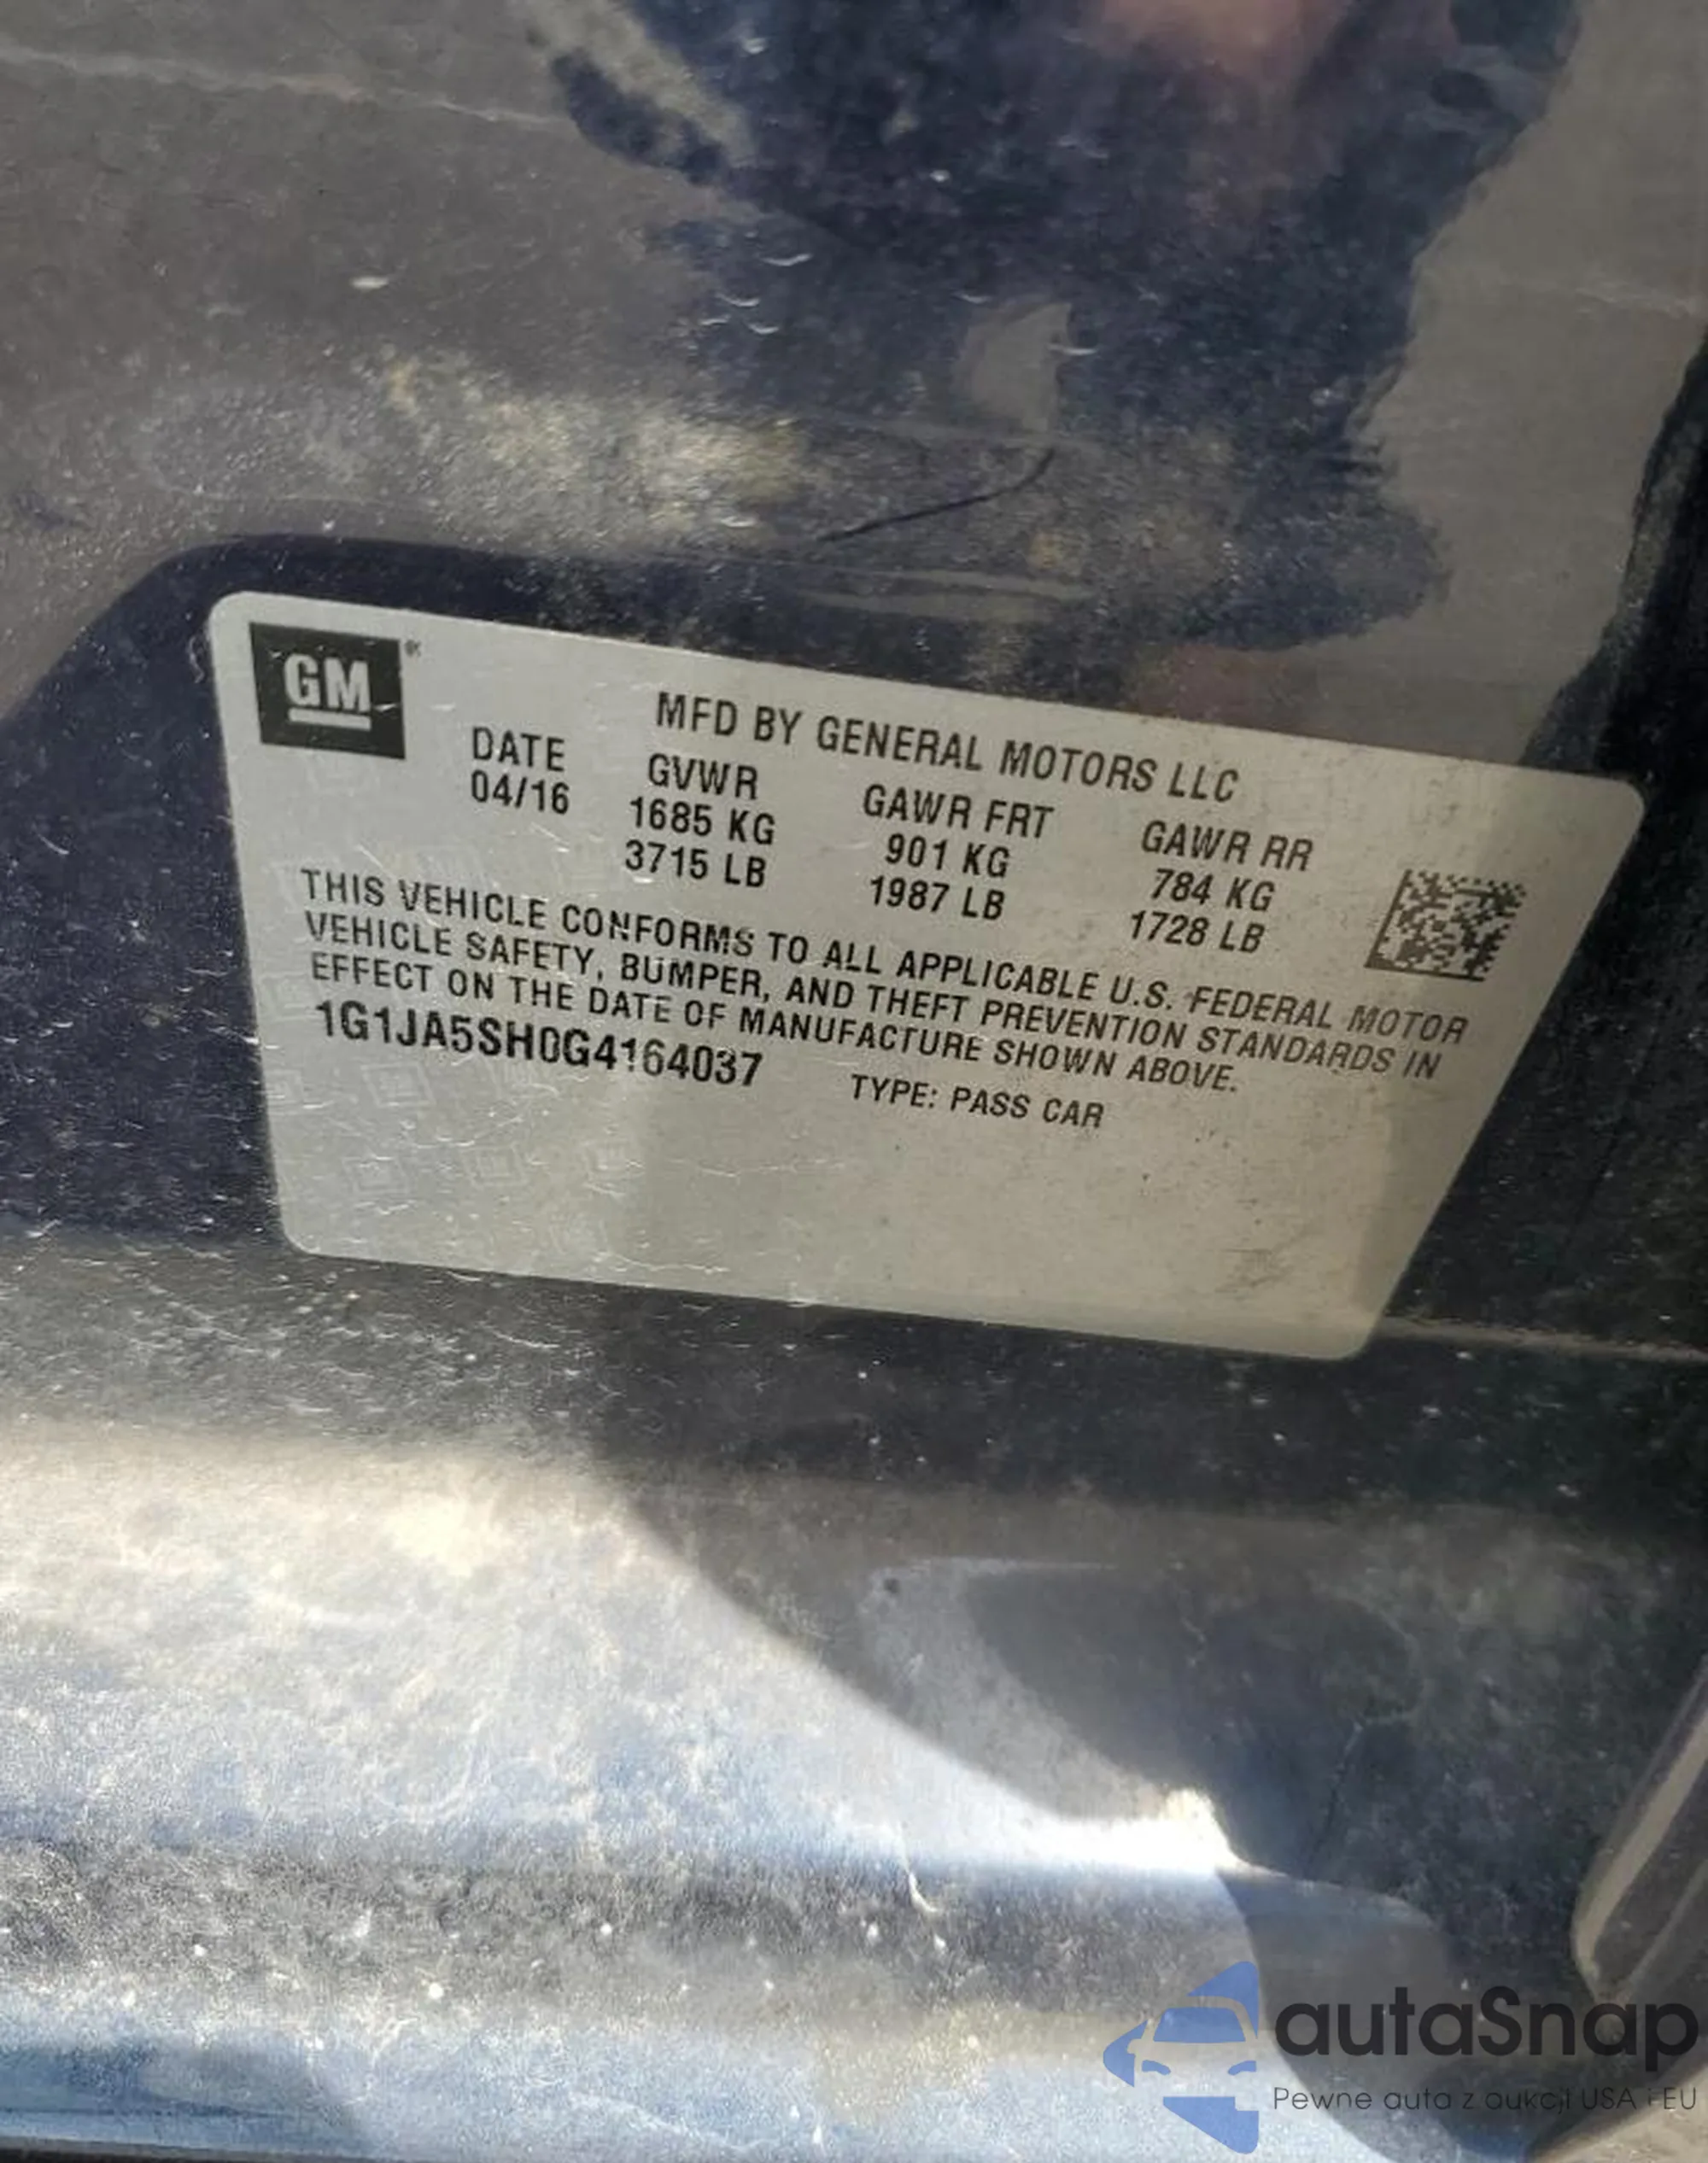 GM
MFD BY GENERAL MOTORS LLC
DATE GVWR GAWR FRT GAWR RR
04/16 1685 KG 901 KG 784 KG
3715 LB 1987 LB 1728 LB
THIS VEHICLE CONFORMS TO ALL APPLICABLE U.S. FEDERAL MOTOR
VEHICLE SAFETY, BUMPER, AND THEFT PREVENTION STANDARDS IN
EFFECT ON THE DATE OF MANUFACTURE SHOWN ABOVE.
1G1JA5SH0G4164037 TYPE: PASS CAR
autaSnap
Pewne auta z aukcji USA i EU